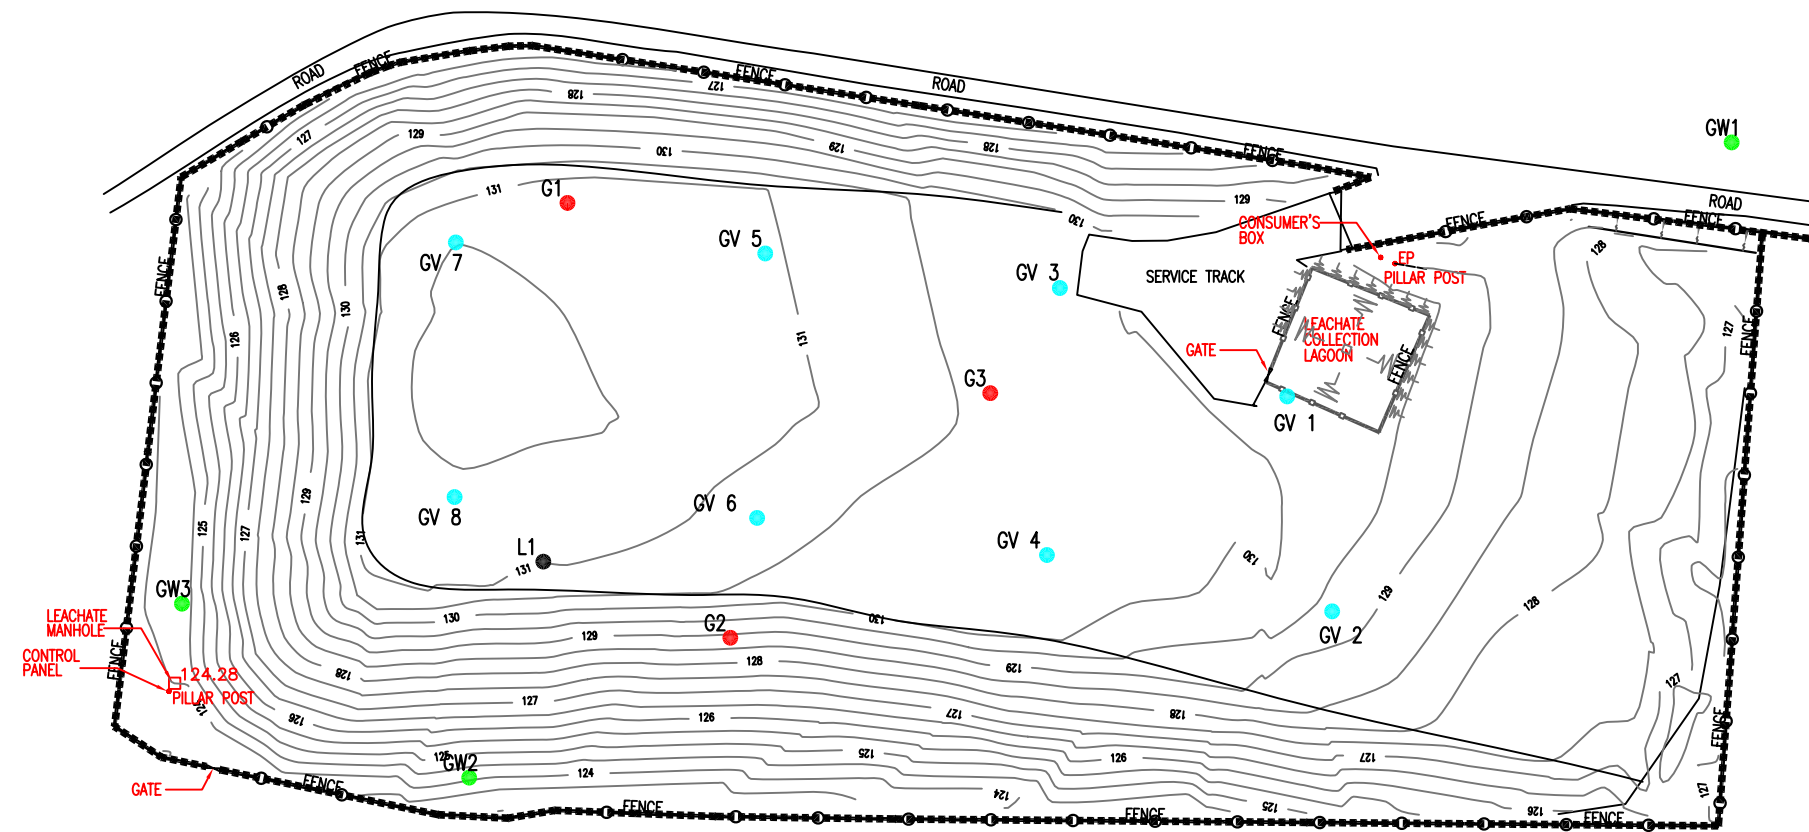 ROAD
FENCE
FENCE
127
ROAD
128
127
129
129
128
130
FENCE
GW1
131
G1
129
130
ROAD
CONSUMER'S
BOX
FENCE
FENCE
128
GV 5
GV 7
EP
PILLAR POST
GV 3
SERVICE TRACK
FENCE
128
130
126
131
FENCE
LEACHATE
COLLECTION
LAGOON
GATE
FENCE
127
FENCE
G3
GV 1
129
GV 8
GV 6
125
127
131
L1
131
GV 4
130
GW3
129
128
LEACHATE
MANHOLE
130
130
GV 2
G2
129
CONTROL
PANEL
FENCE
124.28
PILLAR POST
128
128
129
127
127
126
126
127
128
FENCE
125
GW2
124
125
126
127
GATE
FENCE
FENCE
124
FENCE
125
126
FENCE
127